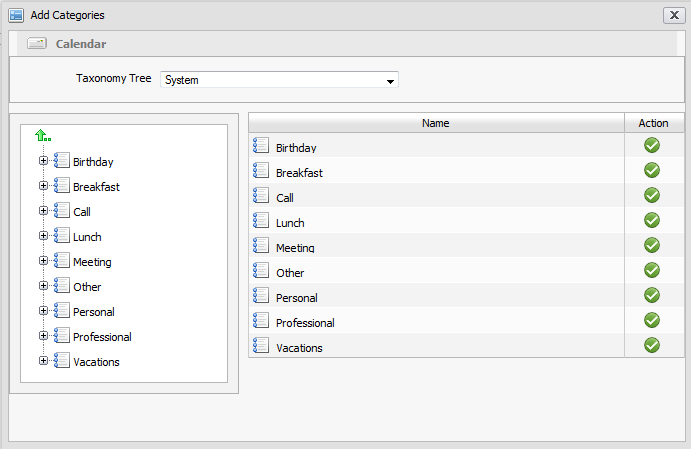 Add Categories
Calendar
Taxonomy Tree System
Birthday
Breakfast
Call
Lunch
Meeting
Other
Personal
Professional
Vacations
Name Action
Birthday
Breakfast
Call
Lunch
Meeting
Other
Personal
Professional
Vacations